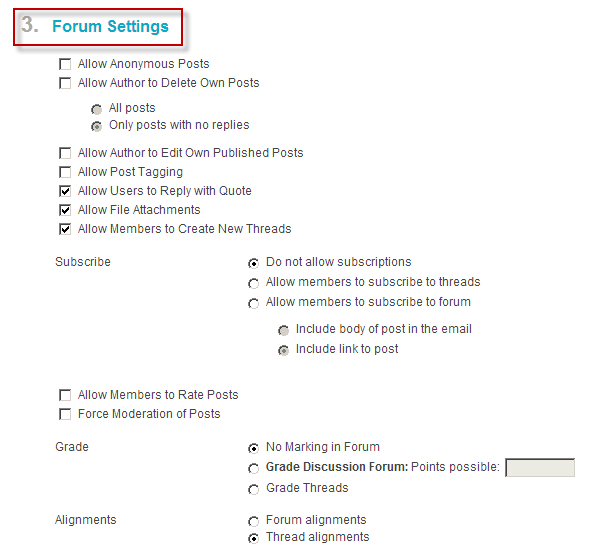 3. Forum Settings
Allow Anonymous Posts
Allow Author to Delete Own Posts
All posts
Only posts with no replies
Allow Author to Edit Own Published Posts
Allow Post Tagging
Allow Users to Reply with Quote
Allow File Attachments
Allow Members to Create New Threads
Subscribe Do not allow subscriptions
Allow members to subscribe to threads
Allow members to subscribe to forum
Include body of post in the email
Include link to post
Allow Members to Rate Posts
Force Moderation of Posts
Grade No Marking in Forum
Grade Discussion Forum: Points possible:
Grade Threads
Alignments Forum alignments
Thread alignments